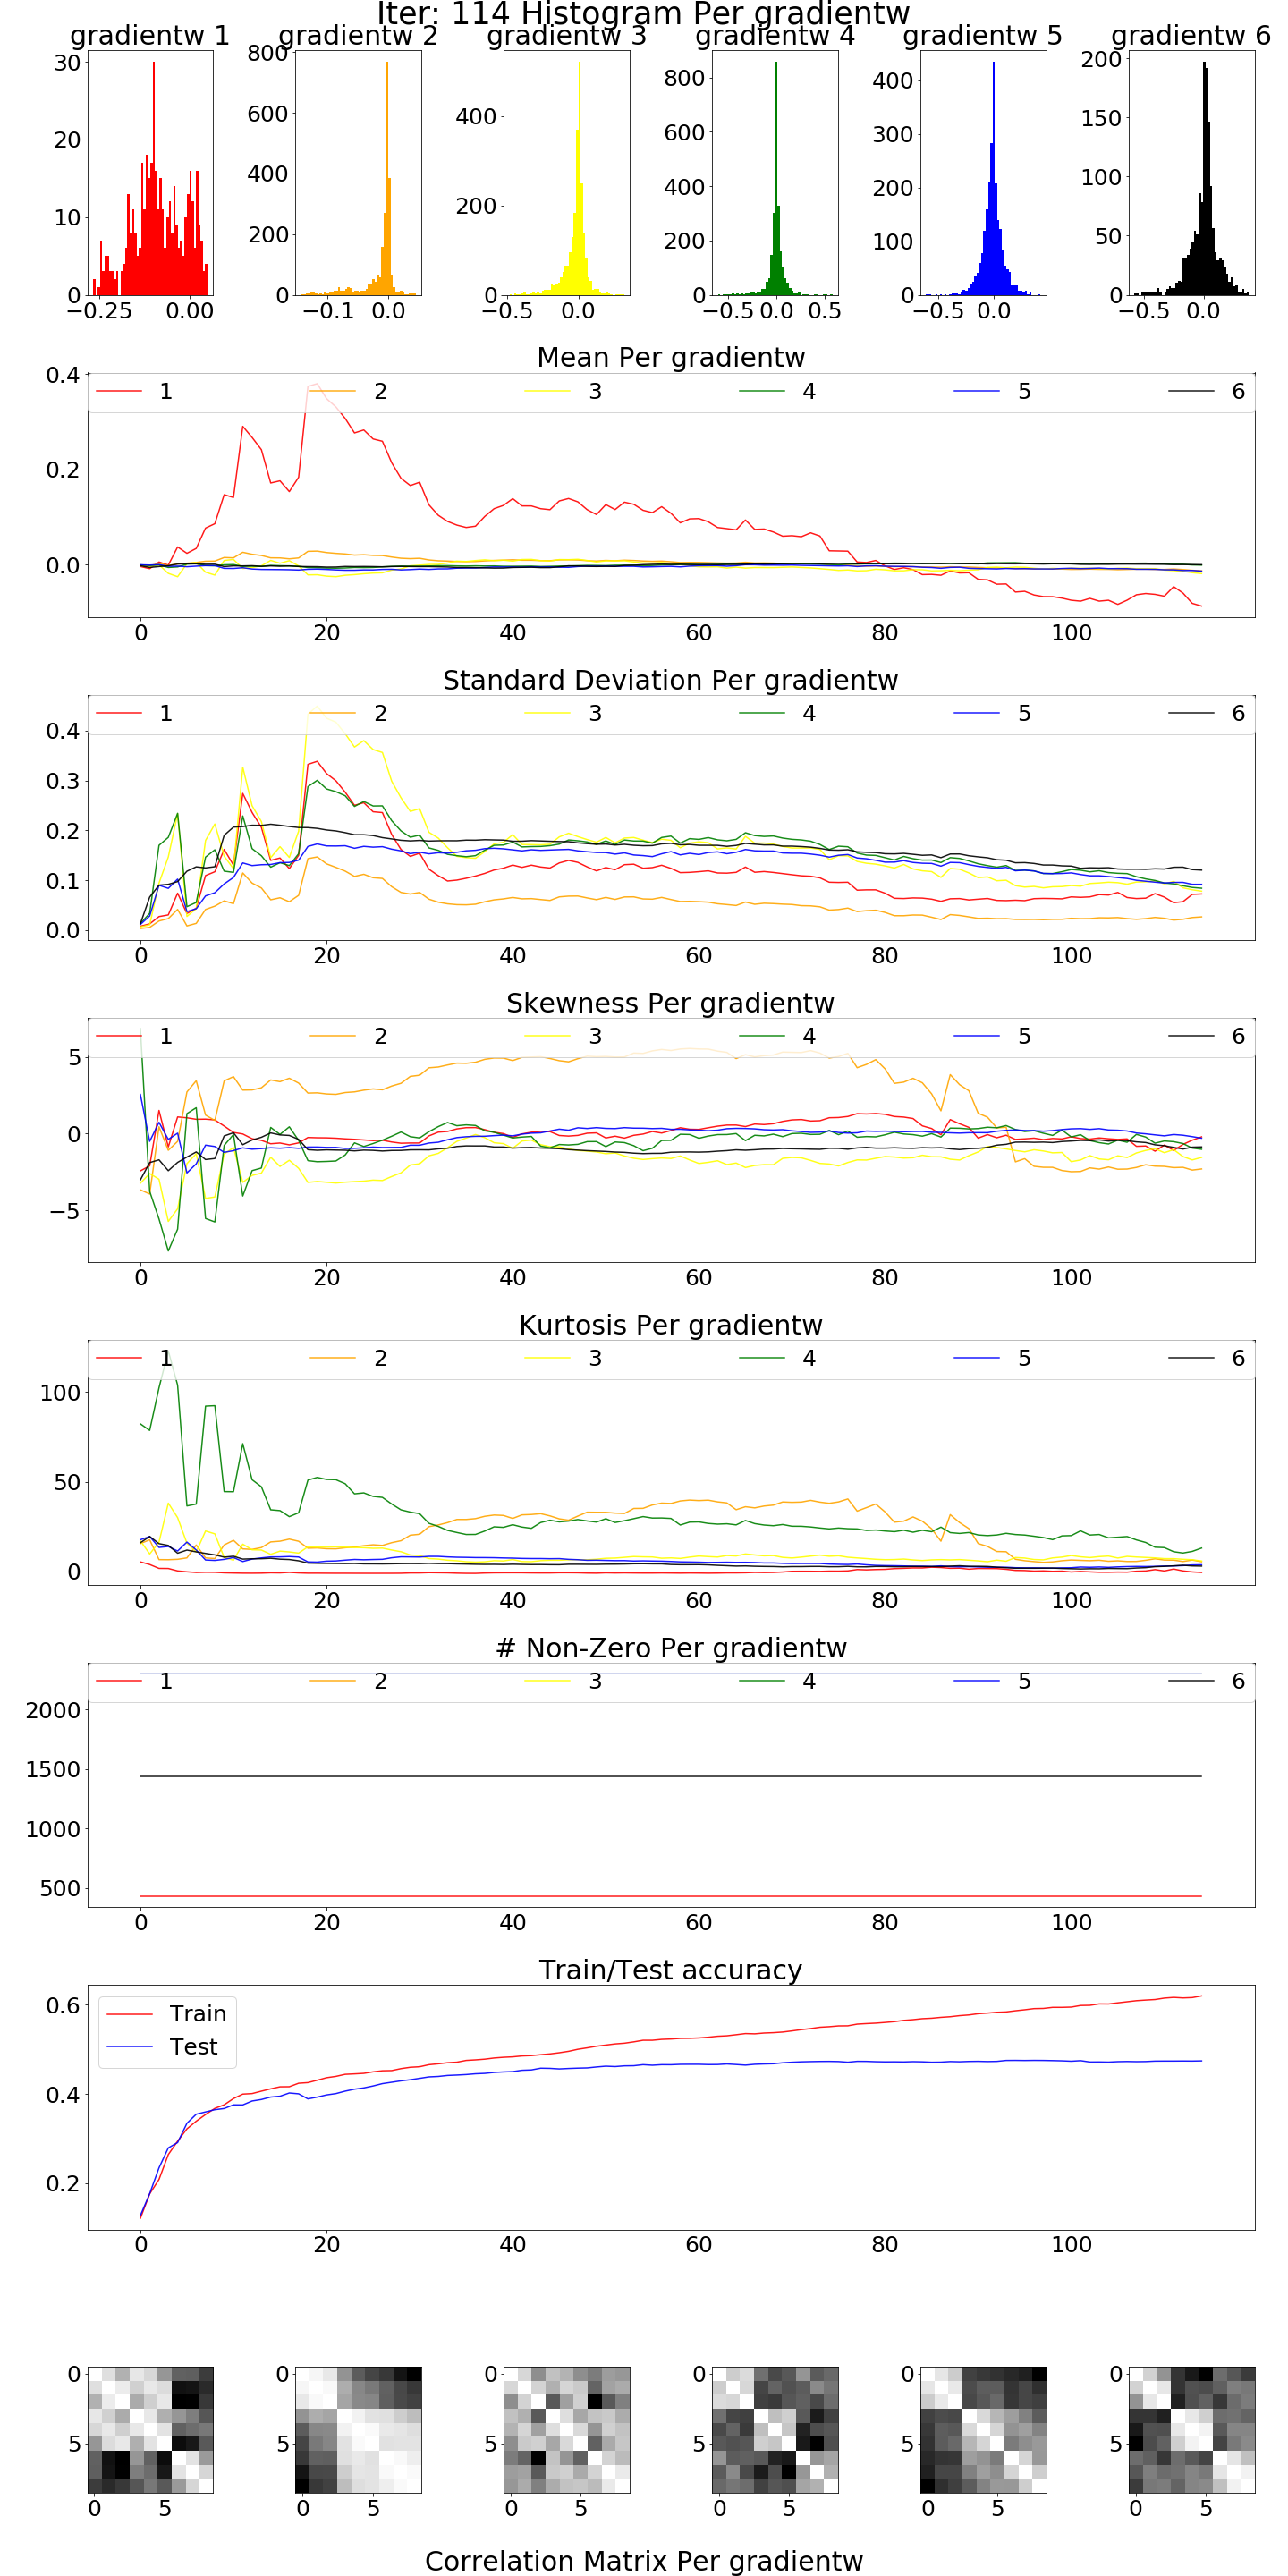 Iter: 114 Histogram Per gradientw
gradientw 1 gradientw 2 gradientw 3 gradientw 4 gradientw 5 gradientw 6
30 20 10 0 −0.25 0.00
800 600 400 200 0 −0.1 0.0
400 200 0 −0.5 0.0
800 600 400 200 0 −0.5 0.0 0.5
400 300 200 100 0 −0.5 0.0
200 150 100 50 0 −0.5 0.0
Mean Per gradientw
1 2 3 4 5 6
0.4
0.2
0.0
0 20 40 60 80 100
Standard Deviation Per gradientw
1 2 3 4 5 6
0.4
0.3
0.2
0.1
0.0
0 20 40 60 80 100
Skewness Per gradientw
1 2 3 4 5 6
5
0
−5
0 20 40 60 80 100
Kurtosis Per gradientw
1 2 3 4 5 6
100
50
0
0 20 40 60 80 100
# Non-Zero Per gradientw
1 2 3 4 5 6
2000
1500
1000
500
0 20 40 60 80 100
Train/Test accuracy
Train
Test
0.6
0.4
0.2
0 20 40 60 80 100
0 0 0 0 0 0
5 5 5 5 5 5
0 5 0 5 0 5 0 5 0 5 0 5
Correlation Matrix Per gradientw